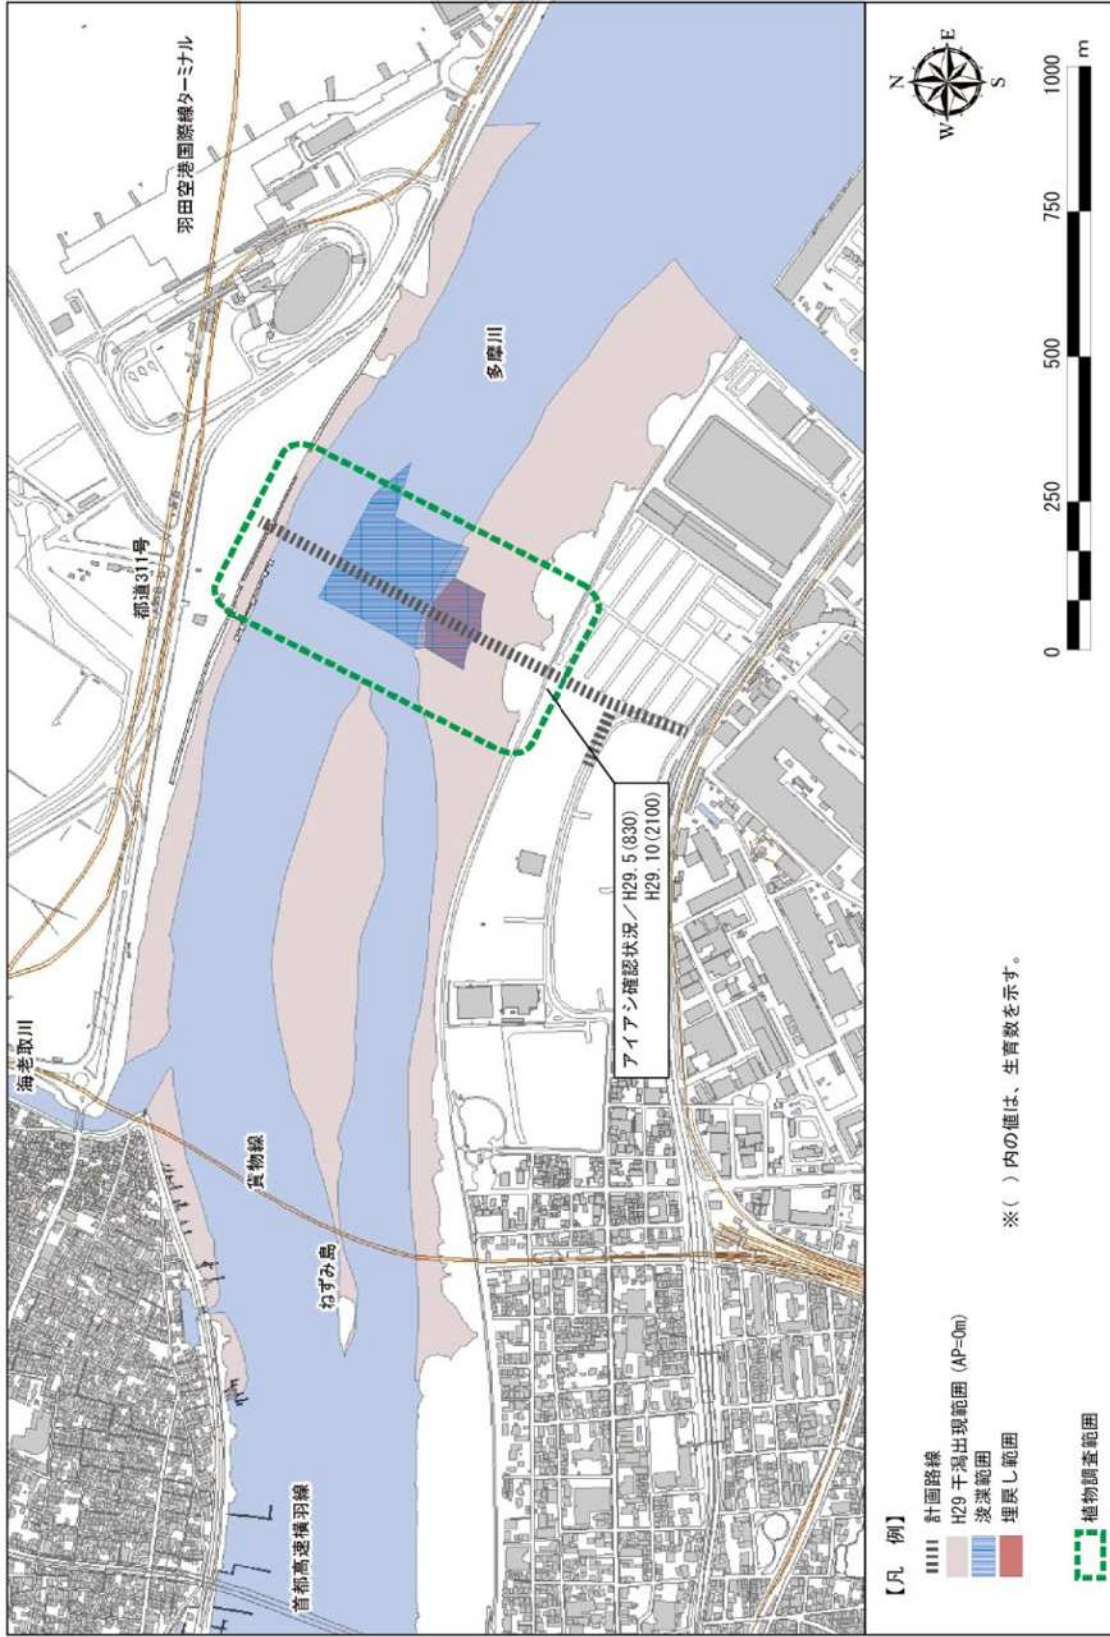 羽田空港国際線ターミナル
都道311号
海老取川
多摩川
貨物線
ねずみ島
首都高速横羽線
アイアシ確認状況／H29. 5 (830)
H29. 10 (2100)
【凡　例】
計画路線
H29 干潟出現範囲 (AP=0m)
浚渫範囲
埋戻し範囲
植物調査範囲
※(　) 内の値は、生育数を示す。
N
E
S
W
0
250
500
750
1000
m